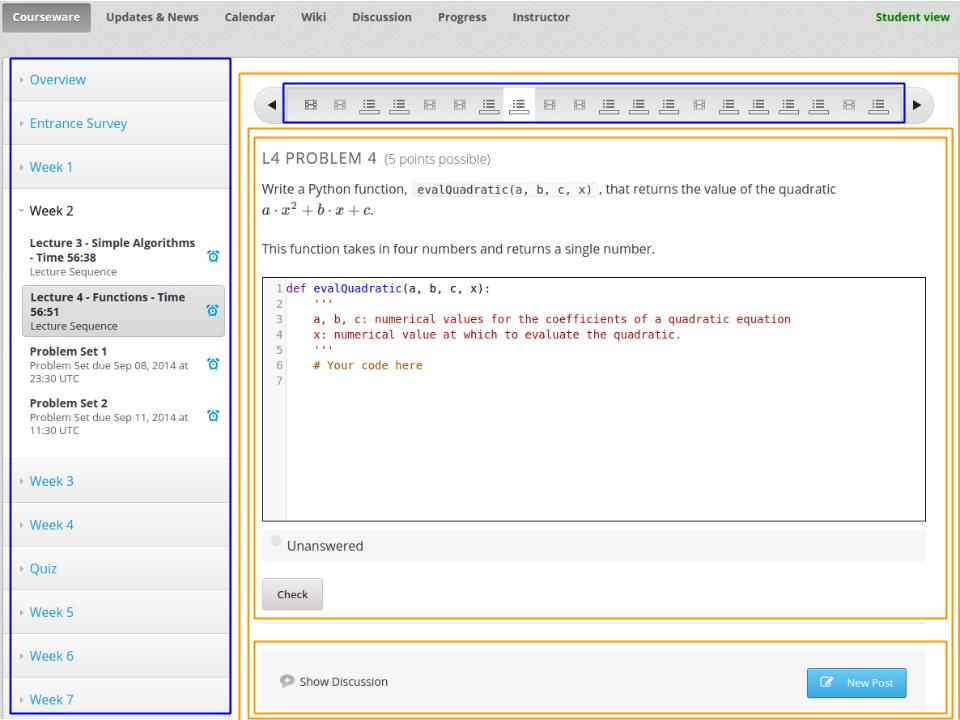 Courseware Updates & News Calendar Wiki Discussion Progress Instructor Student view
Overview
Entrance Survey
Week 1
Week 2
Lecture 3 - Simple Algorithms
- Time 56:38
Lecture Sequence
Lecture 4 - Functions - Time
56:51
Lecture Sequence
Problem Set 1
Problem Set due Sep 08, 2014 at
23:30 UTC
Problem Set 2
Problem Set due Sep 11, 2014 at
11:30 UTC
Week 3
Week 4
Quiz
Week 5
Week 6
Week 7
L4 PROBLEM 4 (5 points possible)
Write a Python function, evalQuadratic(a, b, c, x) , that returns the value of the quadratic
a · x² + b · x + c.
This function takes in four numbers and returns a single number.
1 def evalQuadratic(a, b, c, x):
2     '''
3     a, b, c: numerical values for the coefficients of a quadratic equation
4     x: numerical value at which to evaluate the quadratic.
5     '''
6     # Your code here
7
Unanswered
Check
Show Discussion
New Post